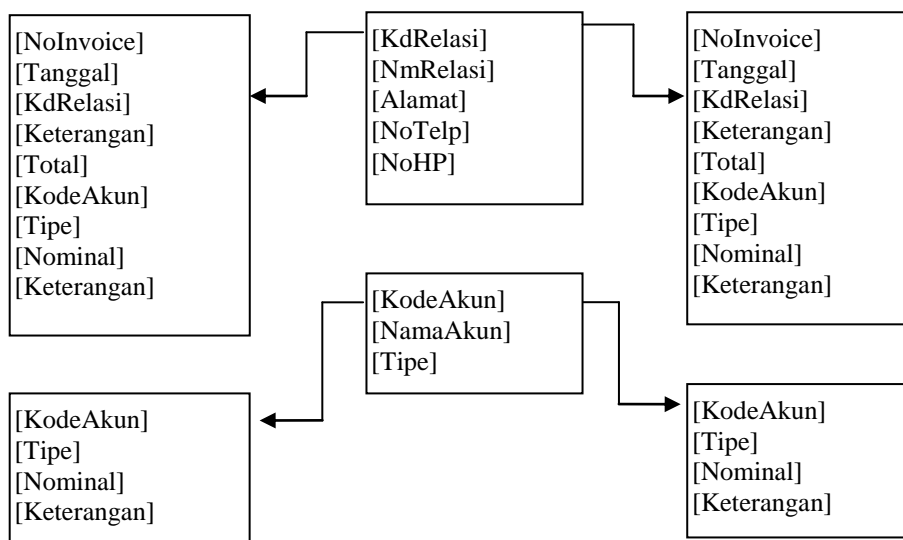 [NoInvoice]
[Tanggal]
[KdRelasi]
[Keterangan]
[Total]
[KodeAkun]
[Tipe]
[Nominal]
[Keterangan]
[KdRelasi]
[NmRelasi]
[Alamat]
[NoTelp]
[NoHP]
[NoInvoice]
[Tanggal]
[KdRelasi]
[Keterangan]
[Total]
[KodeAkun]
[Tipe]
[Nominal]
[Keterangan]
[KodeAkun]
[NamaAkun]
[Tipe]
[KodeAkun]
[Tipe]
[Nominal]
[Keterangan]
[KodeAkun]
[Tipe]
[Nominal]
[Keterangan]